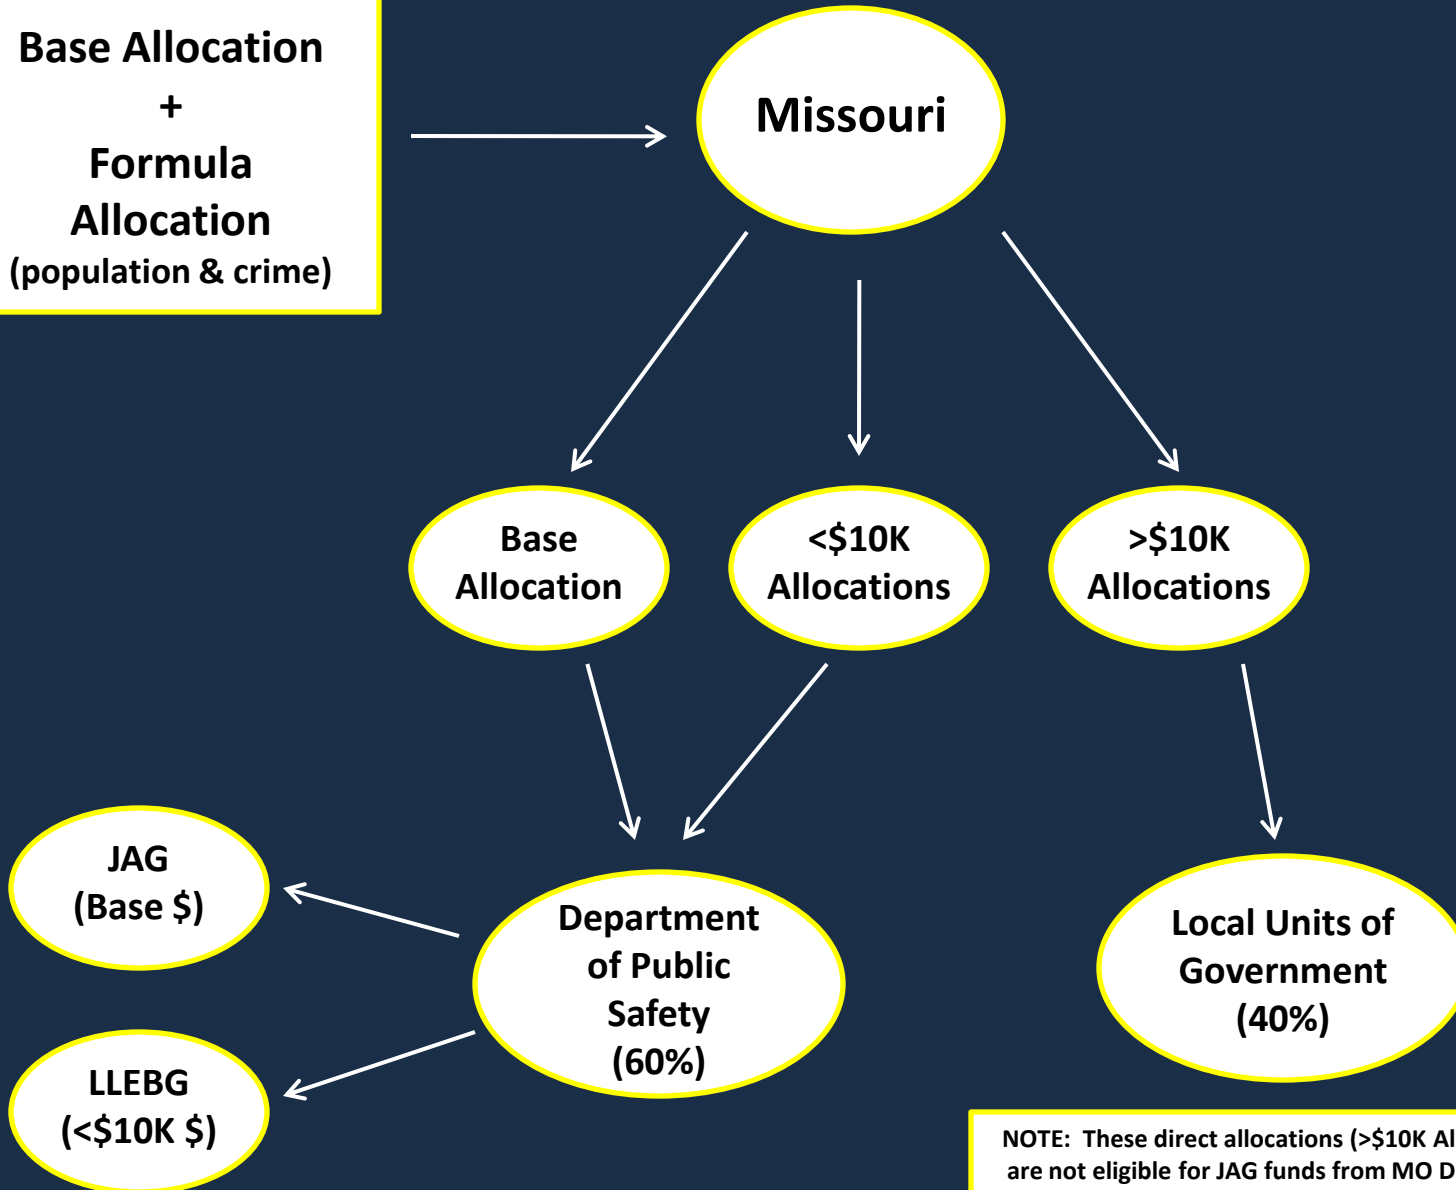 Base Allocation
+
Formula
Allocation
(population & crime)
Missouri
Base
Allocation
<$10K
Allocations
>$10K
Allocations
JAG
(Base $)
Department
of Public
Safety
(60%)
Local Units of
Government
(40%)
LLEBG
(<$10K $)
NOTE:  These direct allocations (>$10K
are not eligible for JAG funds from MO